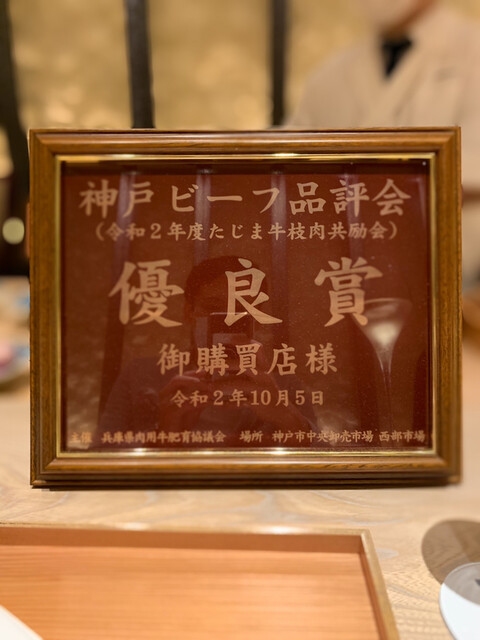 神戸ビーフ品評会
(令和2年度たじま牛枝肉共励会)
優良賞
御購買店様
令和2年10月5日
主催 兵庫県肉用牛肥育協議会 場所 神戸市中央卸売市場 西部市場